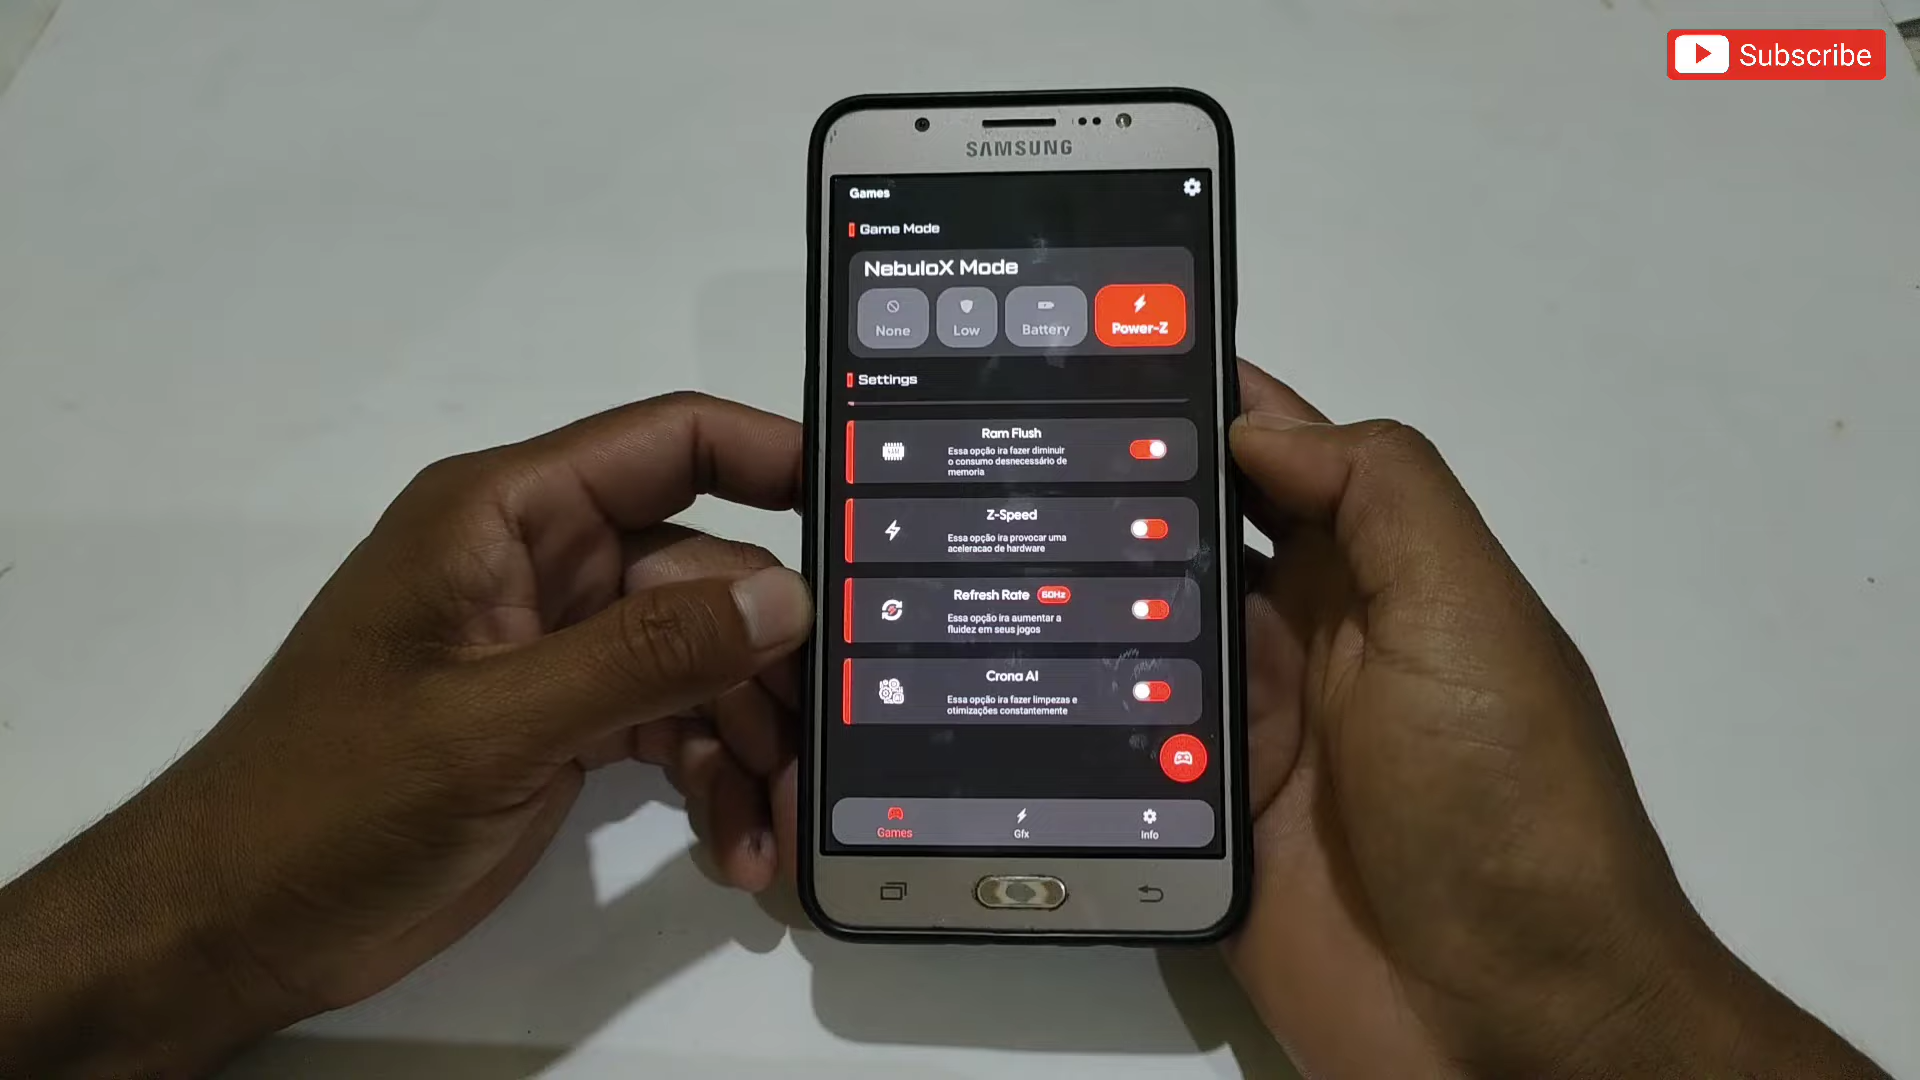 Subscribe
SAMSUNG
Games
Game Mode
NebuloX Mode
None
Low
Battery
Power-Z
Settings
Ram Flush
Essa opção ira fazer diminuir
o consumo desnecessário de
memoria
Z-Speed
Essa opção ira provocar uma
aceleracao de hardware
Refresh Rate 60Hz
Essa opção ira aumentar a
fluidez em seus jogos
Crona AI
Essa opção ira fazer limpezas e
otimizações constantemente
Games
Gfx
Info